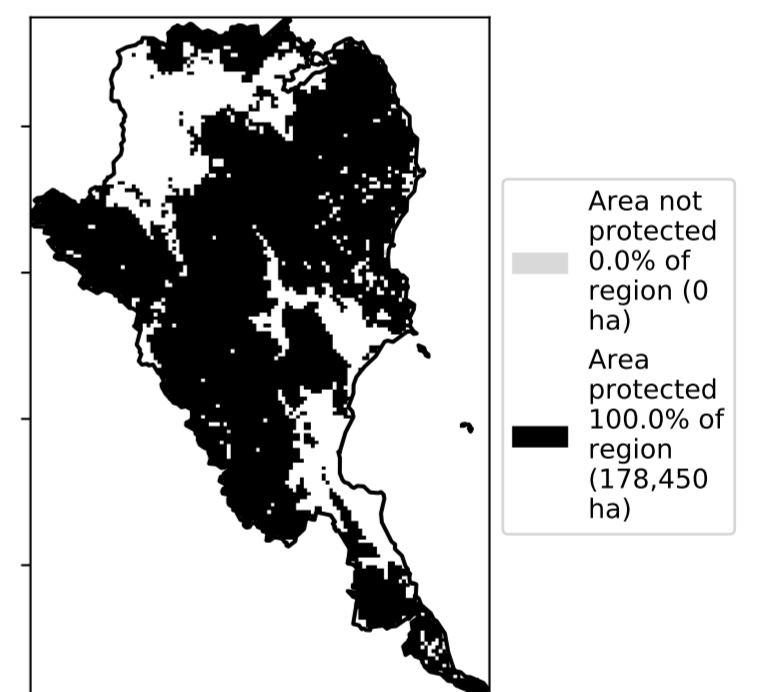 Area not
protected
0.0% of
region (0
ha)
Area
protected
100.0% of
region
(178,450
ha)